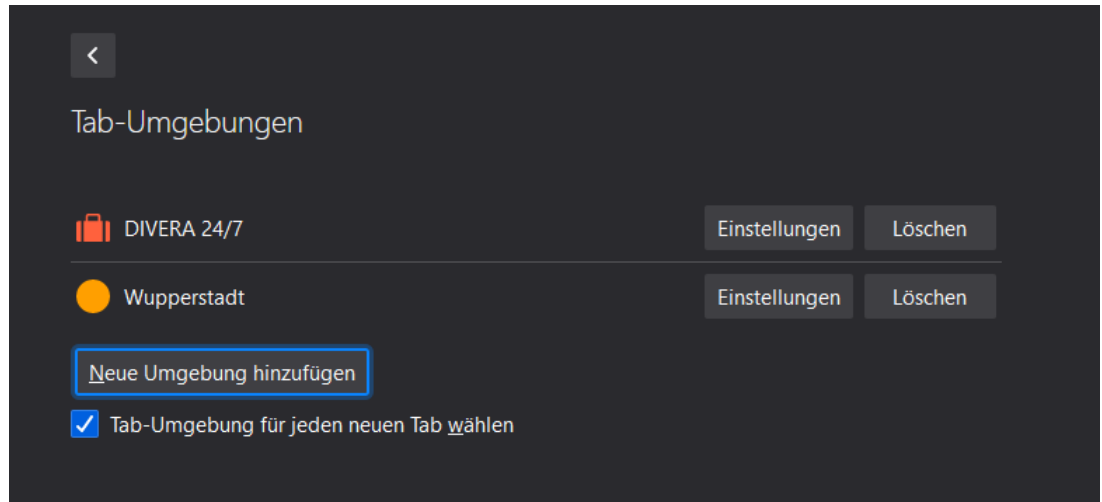 Tab-Umgebungen
DIVERA 24/7 Einstellungen Löschen
Wupperstadt Einstellungen Löschen
Neue Umgebung hinzufügen
Tab-Umgebung für jeden neuen Tab wählen